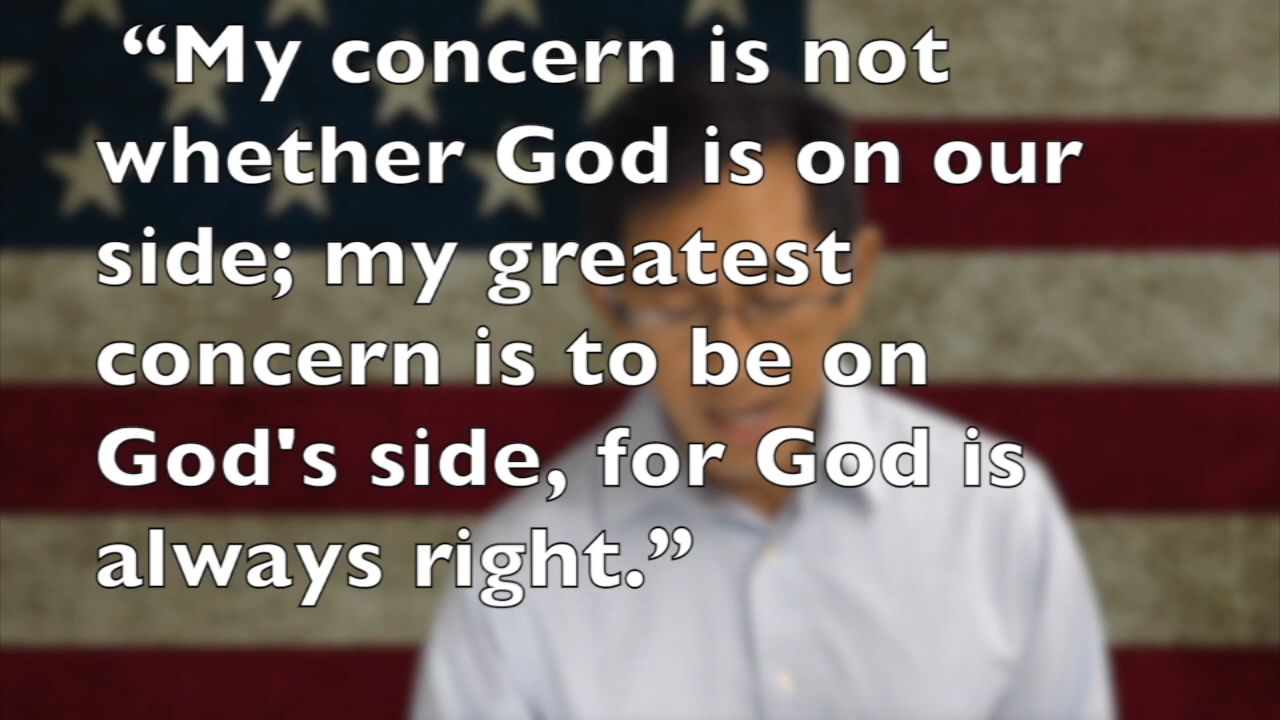 “My concern is not
whether God is on our
side; my greatest
concern is to be on
God's side, for God is
always right.”